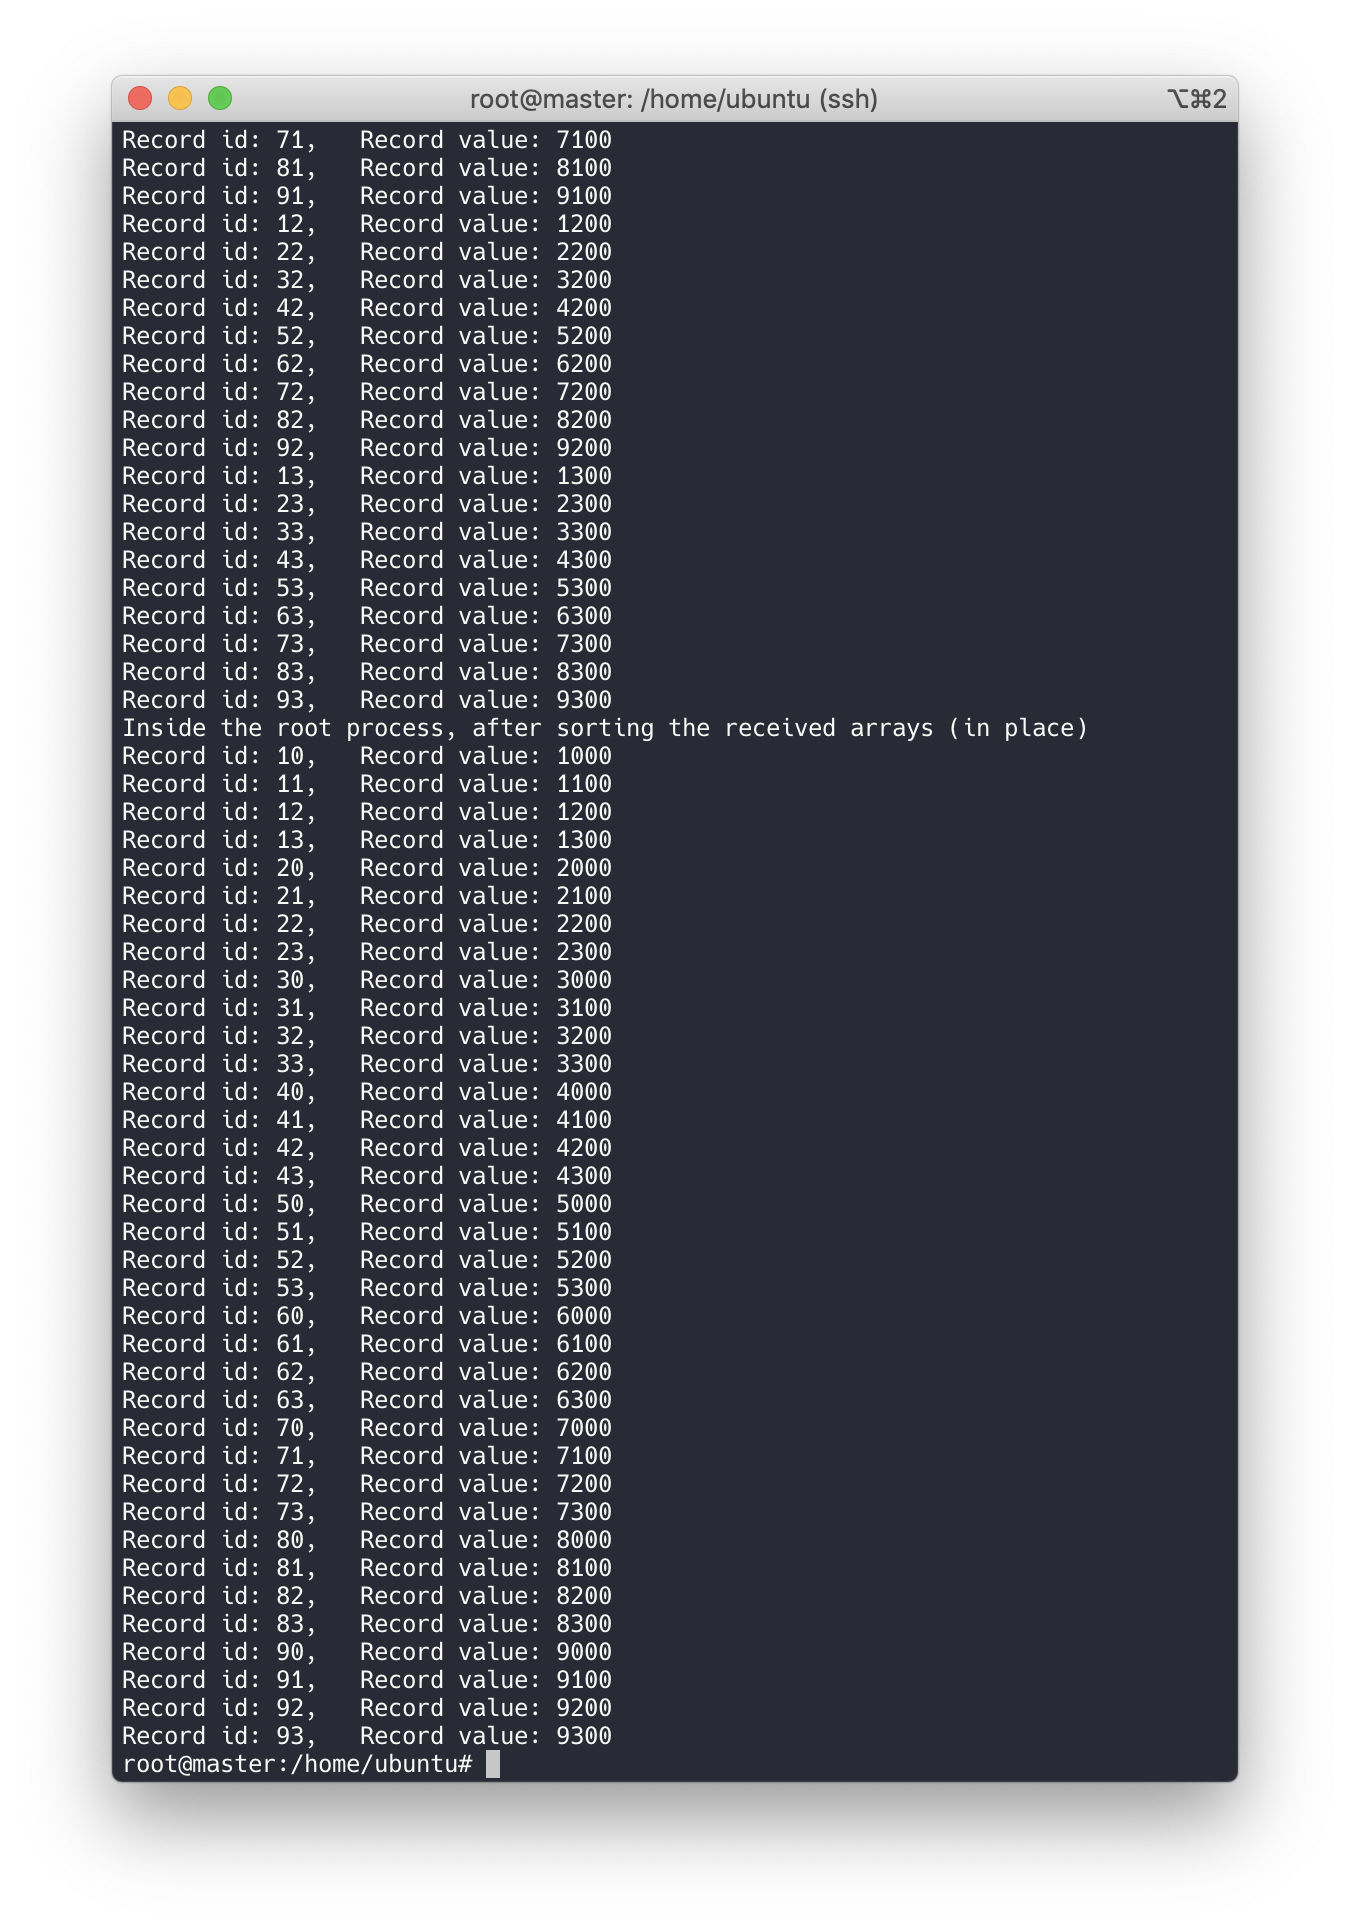 root@master: /home/ubuntu (ssh)
⌥⌘2
Record id: 71,   Record value: 7100
Record id: 81,   Record value: 8100
Record id: 91,   Record value: 9100
Record id: 12,   Record value: 1200
Record id: 22,   Record value: 2200
Record id: 32,   Record value: 3200
Record id: 42,   Record value: 4200
Record id: 52,   Record value: 5200
Record id: 62,   Record value: 6200
Record id: 72,   Record value: 7200
Record id: 82,   Record value: 8200
Record id: 92,   Record value: 9200
Record id: 13,   Record value: 1300
Record id: 23,   Record value: 2300
Record id: 33,   Record value: 3300
Record id: 43,   Record value: 4300
Record id: 53,   Record value: 5300
Record id: 63,   Record value: 6300
Record id: 73,   Record value: 7300
Record id: 83,   Record value: 8300
Record id: 93,   Record value: 9300
Inside the root process, after sorting the received arrays (in place)
Record id: 10,   Record value: 1000
Record id: 11,   Record value: 1100
Record id: 12,   Record value: 1200
Record id: 13,   Record value: 1300
Record id: 20,   Record value: 2000
Record id: 21,   Record value: 2100
Record id: 22,   Record value: 2200
Record id: 23,   Record value: 2300
Record id: 30,   Record value: 3000
Record id: 31,   Record value: 3100
Record id: 32,   Record value: 3200
Record id: 33,   Record value: 3300
Record id: 40,   Record value: 4000
Record id: 41,   Record value: 4100
Record id: 42,   Record value: 4200
Record id: 43,   Record value: 4300
Record id: 50,   Record value: 5000
Record id: 51,   Record value: 5100
Record id: 52,   Record value: 5200
Record id: 53,   Record value: 5300
Record id: 60,   Record value: 6000
Record id: 61,   Record value: 6100
Record id: 62,   Record value: 6200
Record id: 63,   Record value: 6300
Record id: 70,   Record value: 7000
Record id: 71,   Record value: 7100
Record id: 72,   Record value: 7200
Record id: 73,   Record value: 7300
Record id: 80,   Record value: 8000
Record id: 81,   Record value: 8100
Record id: 82,   Record value: 8200
Record id: 83,   Record value: 8300
Record id: 90,   Record value: 9000
Record id: 91,   Record value: 9100
Record id: 92,   Record value: 9200
Record id: 93,   Record value: 9300
root@master:/home/ubuntu#